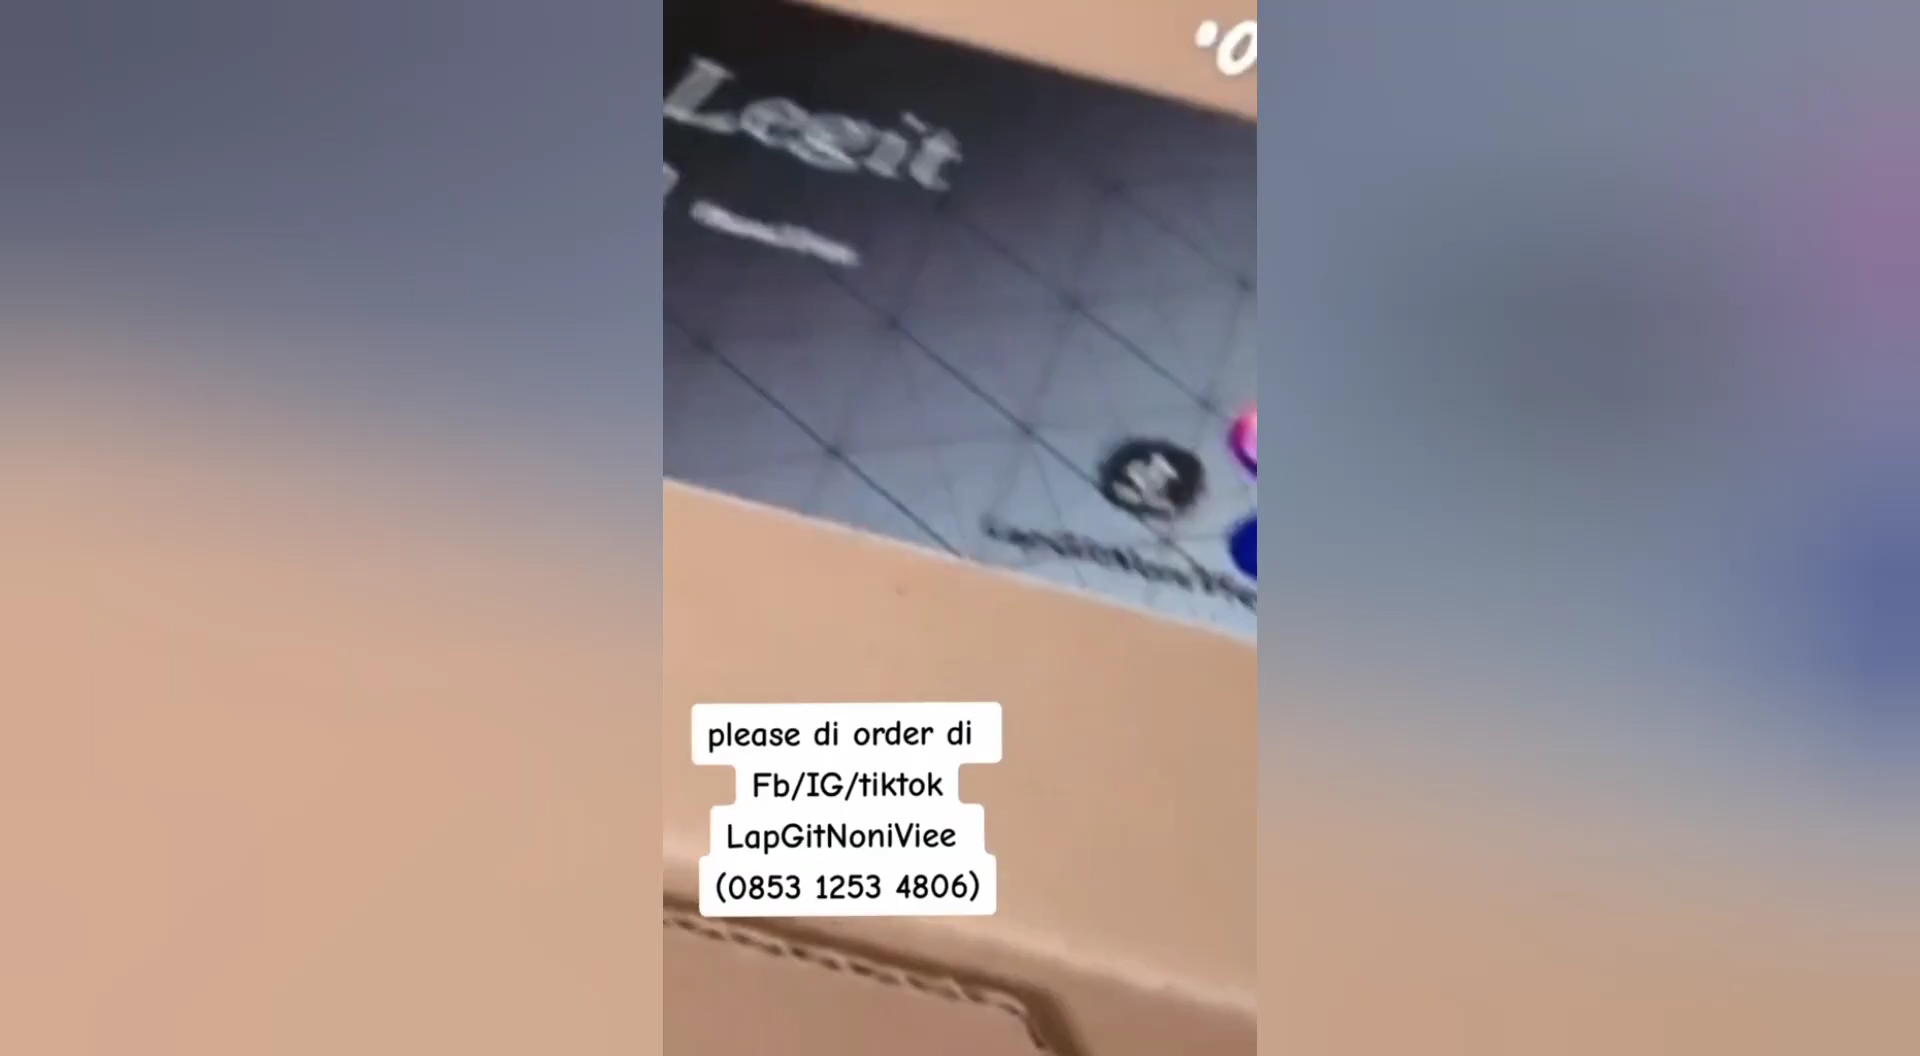 Legit
please di order di
Fb/IG/tiktok
LapGitNoniViee
(0853 1253 4806)